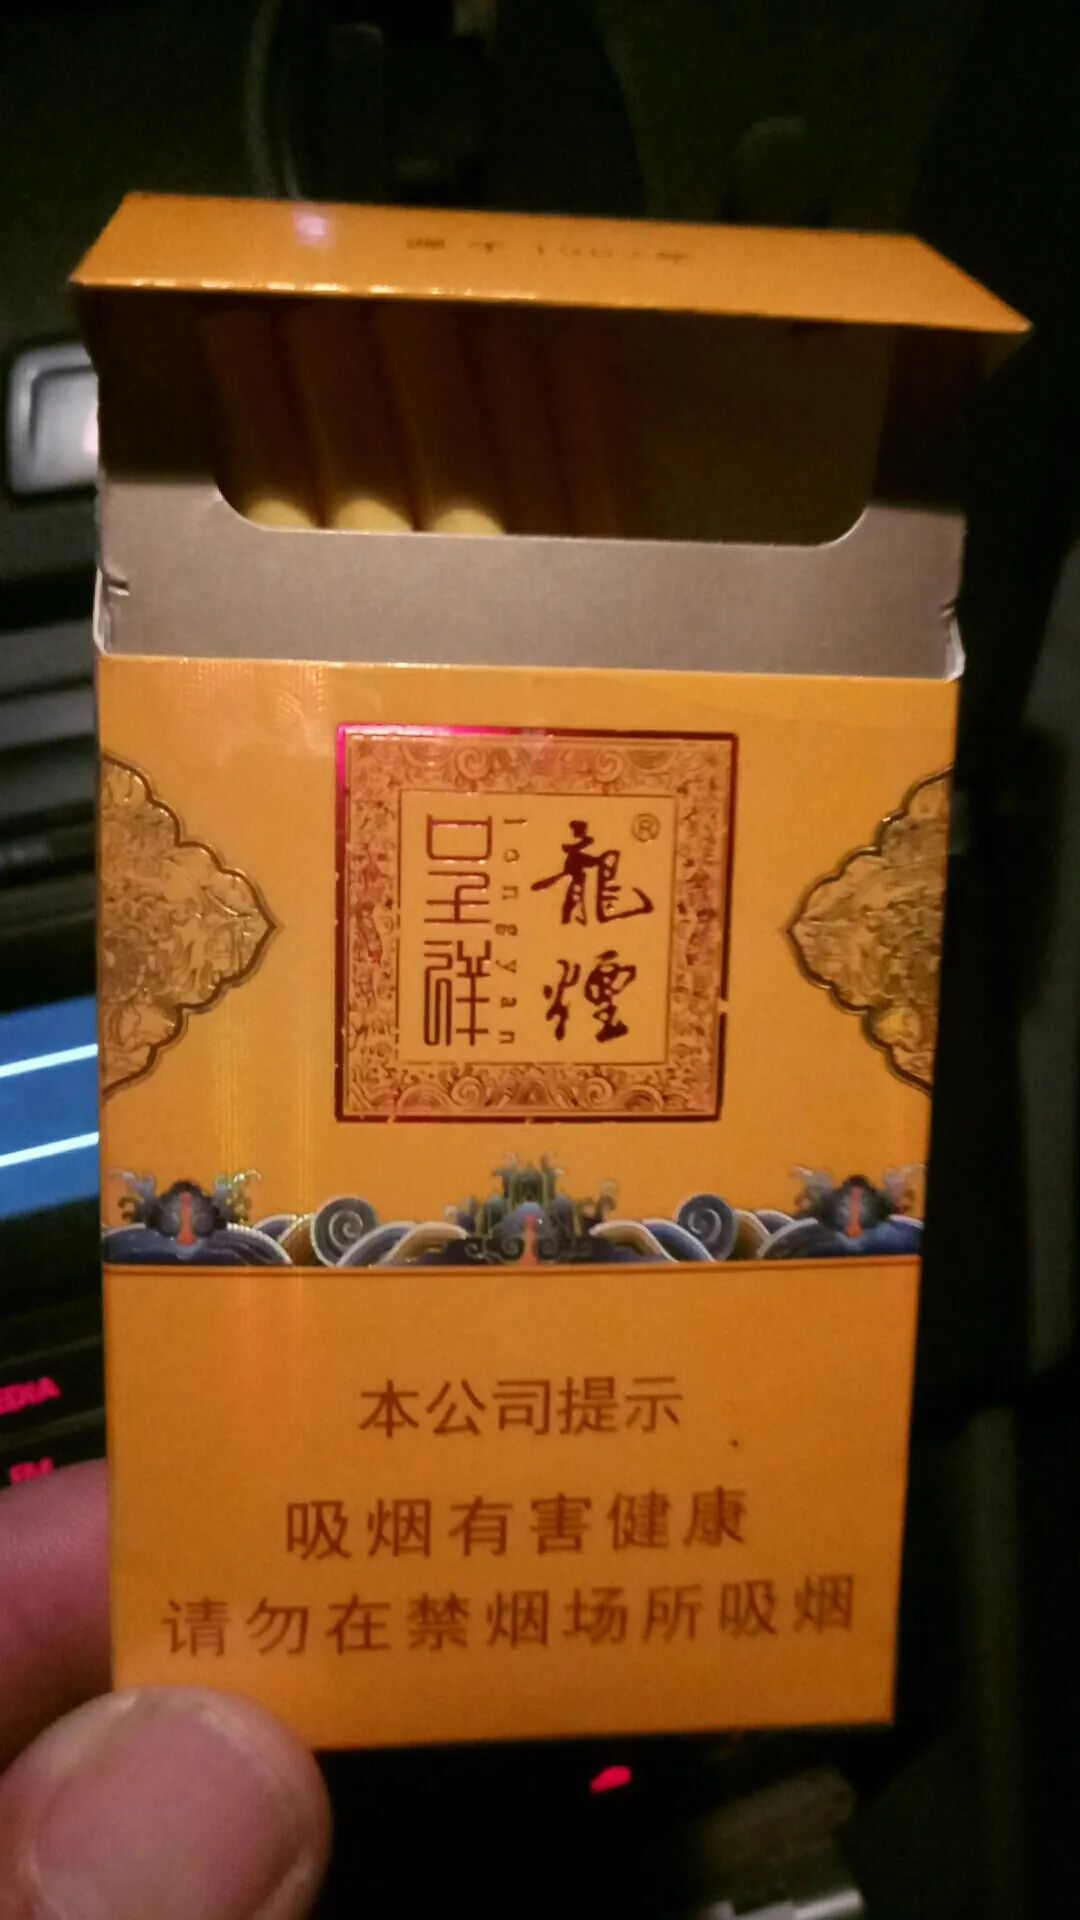 龍煙®
longyan
呈祥
本公司提示
吸烟有害健康
请勿在禁烟场所吸烟